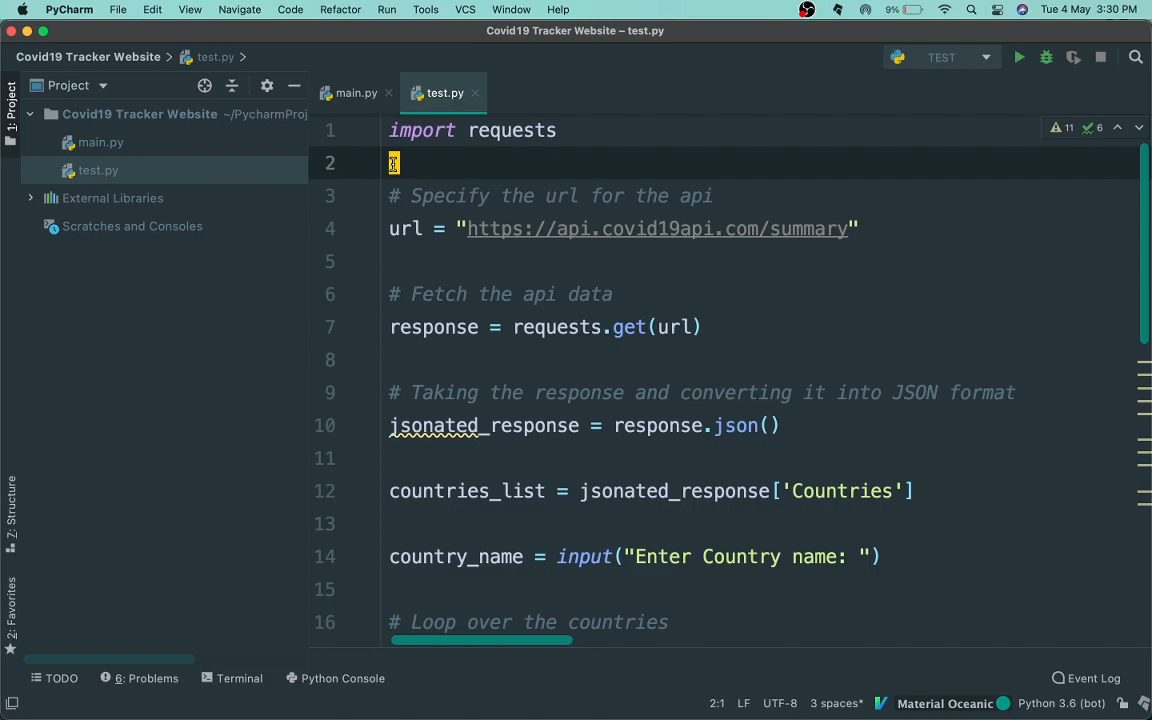 PyCharm File Edit View Navigate Code Refactor Run Tools VCS Window Help 9% Tue 4 May 3:30 PM
Covid19 Tracker Website – test.py
Covid19 Tracker Website test.py TEST
Project main.py test.py
1: Project
Covid19 Tracker Website ~/PycharmProj
main.py
test.py
External Libraries
Scratches and Consoles
11 6
1 import requests
2
3 # Specify the url for the api
4 url = "https://api.covid19api.com/summary"
5
6 # Fetch the api data
7 response = requests.get(url)
8
9 # Taking the response and converting it into JSON format
10 jsonated_response = response.json()
11
12 countries_list = jsonated_response['Countries']
13
14 country_name = input("Enter Country name: ")
15
16 # Loop over the countries
7: Structure
2: Favorites
TODO 6: Problems Terminal Python Console Event Log
2:1 LF UTF-8 3 spaces* Material Oceanic Python 3.6 (bot)